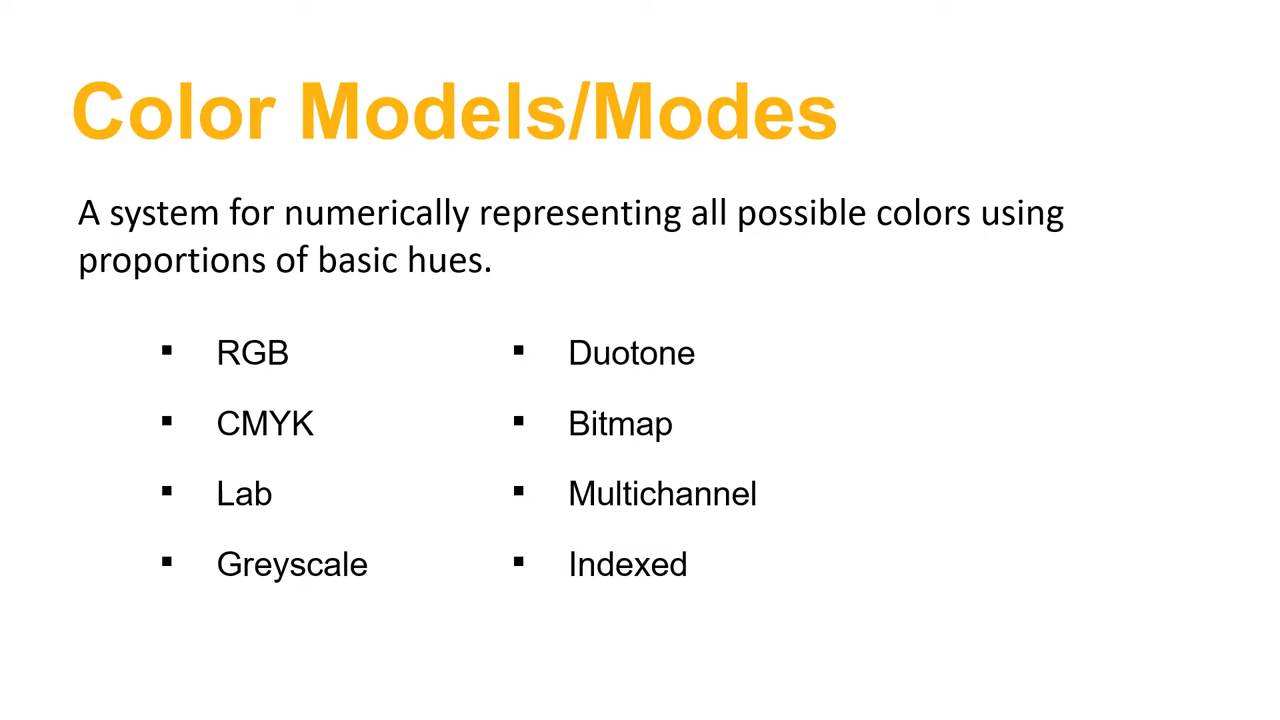 Color Models/Modes
A system for numerically representing all possible colors using
proportions of basic hues.
▪ RGB
▪ CMYK
▪ Lab
▪ Greyscale
▪ Duotone
▪ Bitmap
▪ Multichannel
▪ Indexed